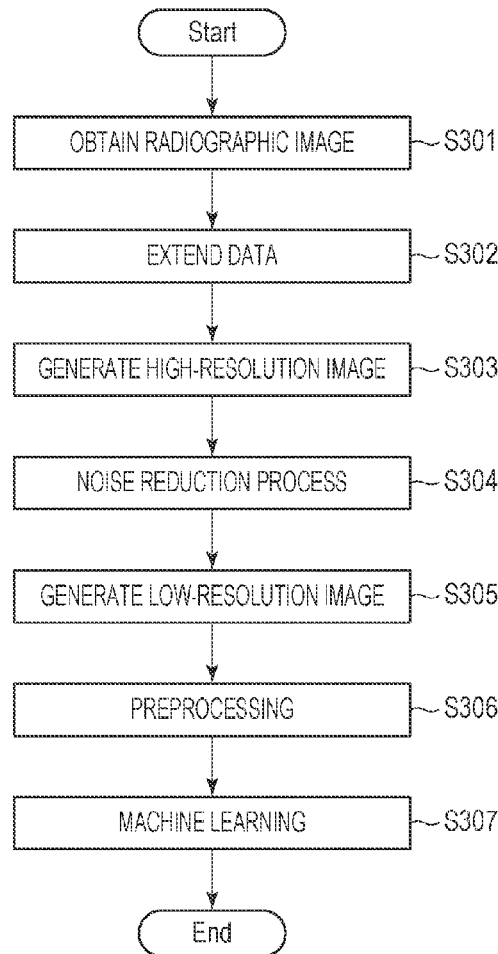 Start
OBTAIN RADIOGRAPHIC IMAGE S301
EXTEND DATA S302
GENERATE HIGH-RESOLUTION IMAGE S303
NOISE REDUCTION PROCESS S304
GENERATE LOW-RESOLUTION IMAGE S305
PREPROCESSING S306
MACHINE LEARNING S307
End